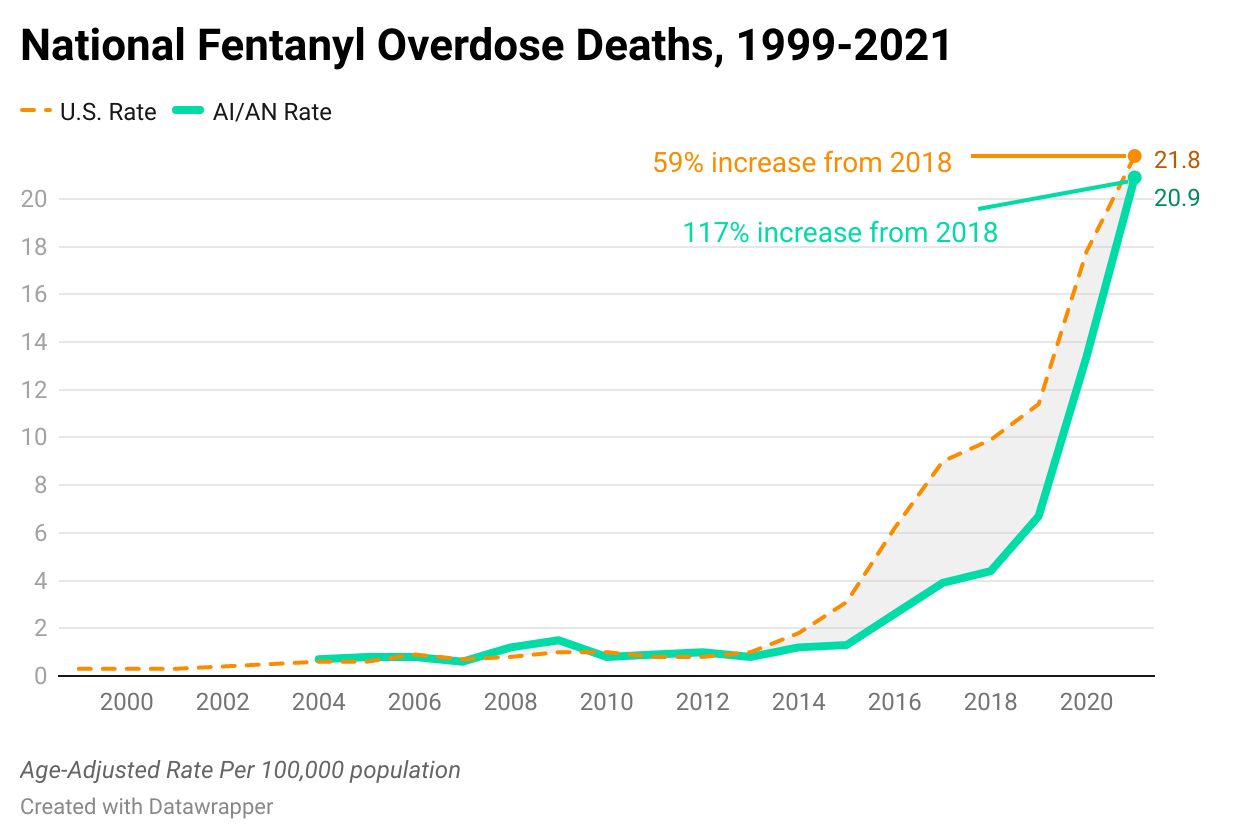 National Fentanyl Overdose Deaths, 1999-2021
U.S. Rate AI/AN Rate
59% increase from 2018
21.8
20.9
117% increase from 2018
20
18
16
14
12
10
8
6
4
2
0
2000 2002 2004 2006 2008 2010 2012 2014 2016 2018 2020
Age-Adjusted Rate Per 100,000 population
Created with Datawrapper